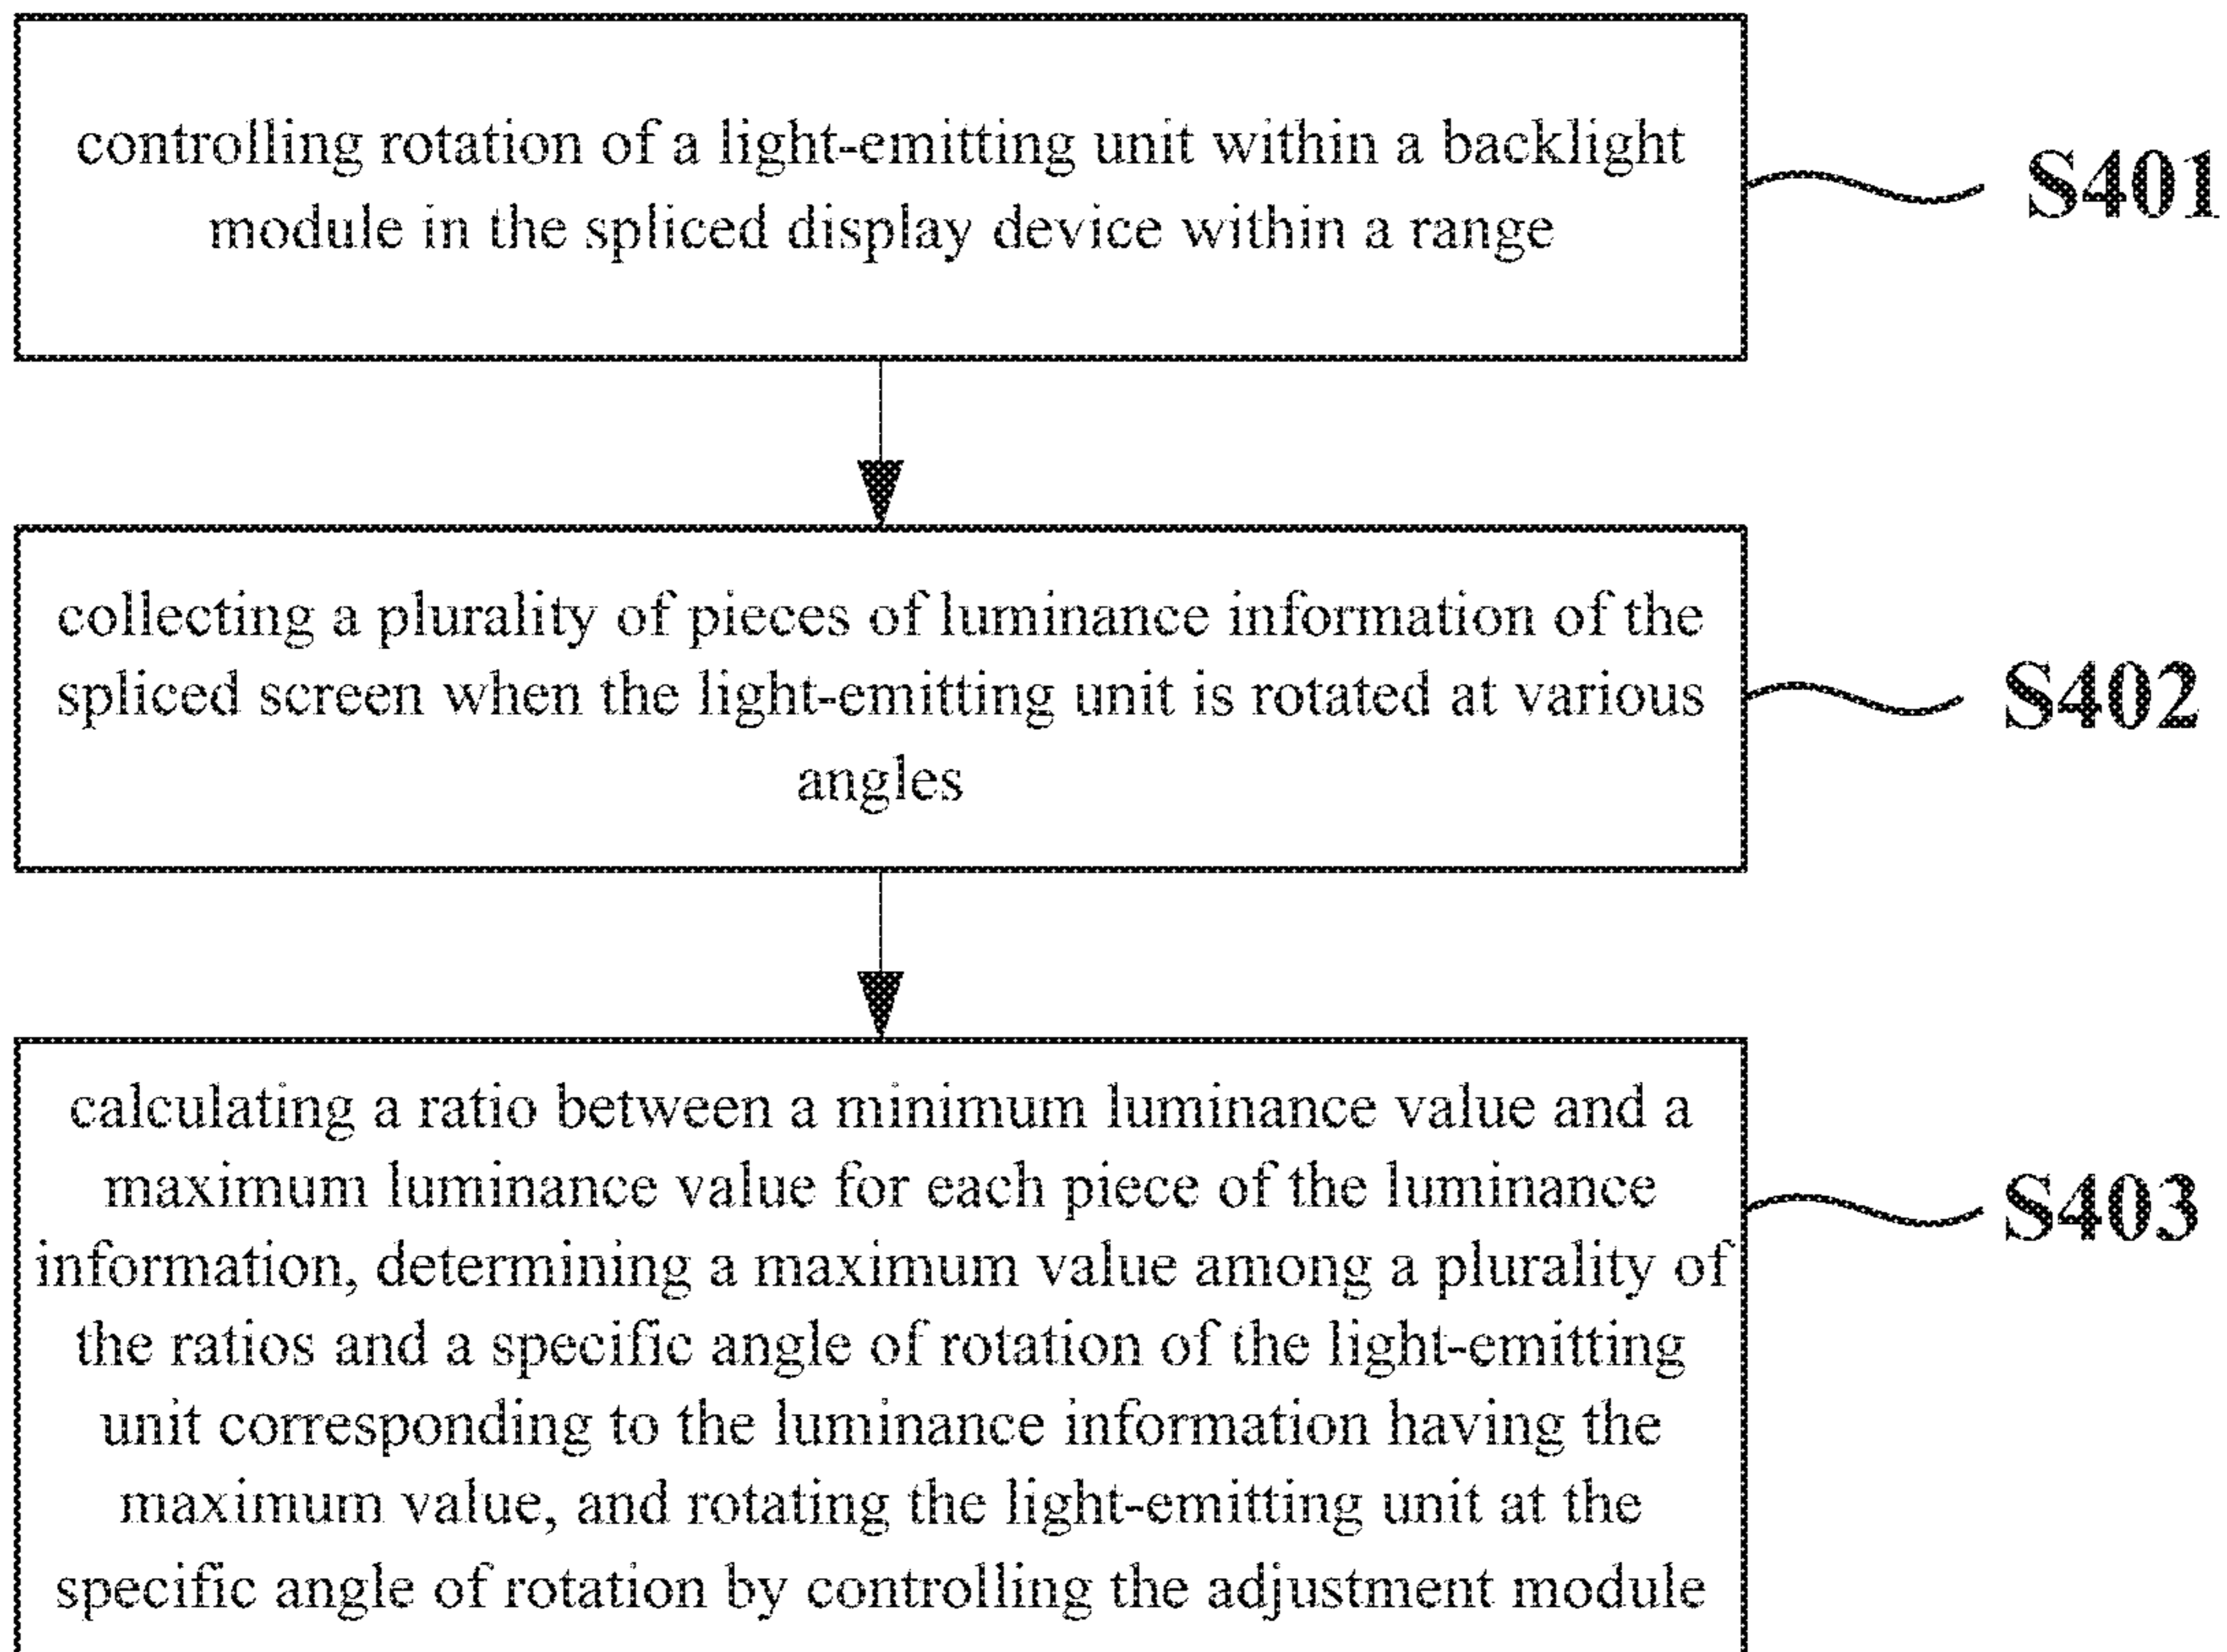 controlling rotation of a light-emitting unit within a backlight
module in the spliced display device within a range
S401
collecting a plurality of pieces of luminance information of the
spliced screen when the light-emitting unit is rotated at various
angles
S402
calculating a ratio between a minimum luminance value and a
maximum luminance value for each piece of the luminance
information, determining a maximum value among a plurality of
the ratios and a specific angle of rotation of the light-emitting
unit corresponding to the luminance information having the
maximum value, and rotating the light-emitting unit at the
specific angle of rotation by controlling the adjustment module
S403